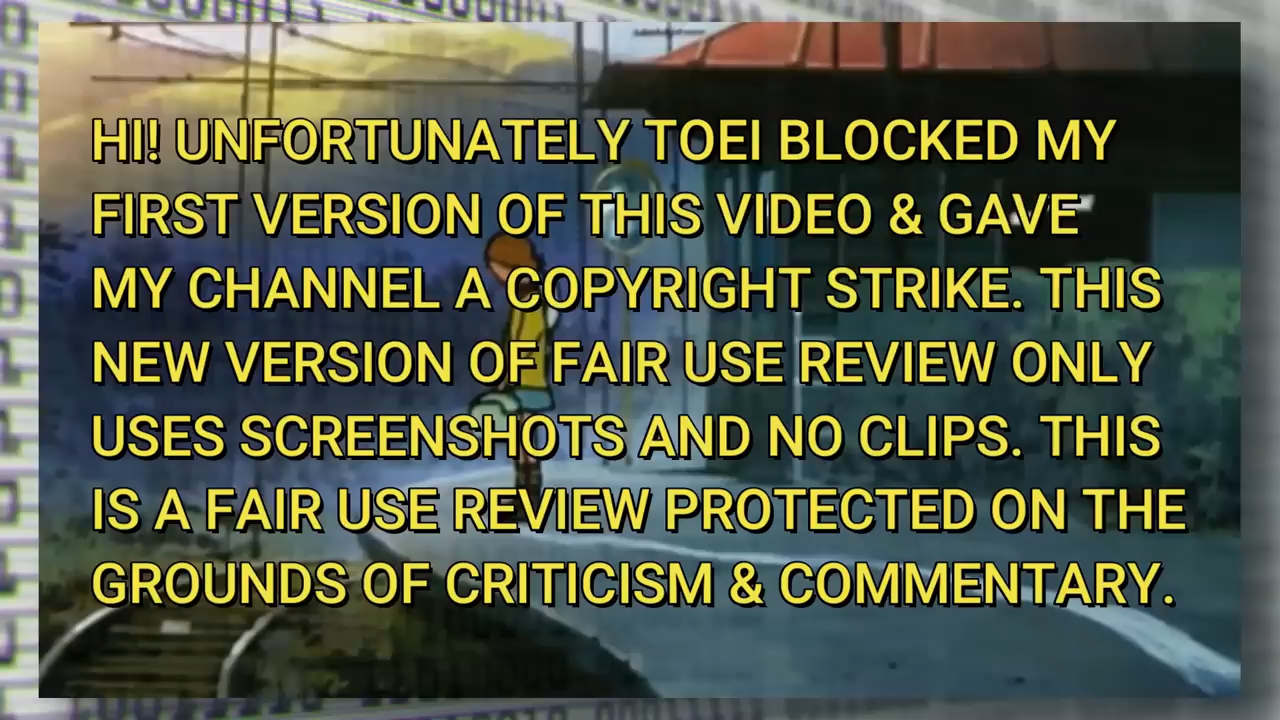 HI! UNFORTUNATELY TOEI BLOCKED MY
FIRST VERSION OF THIS VIDEO & GAVE
MY CHANNEL A COPYRIGHT STRIKE. THIS
NEW VERSION OF FAIR USE REVIEW ONLY
USES SCREENSHOTS AND NO CLIPS. THIS
IS A FAIR USE REVIEW PROTECTED ON THE
GROUNDS OF CRITICISM & COMMENTARY.